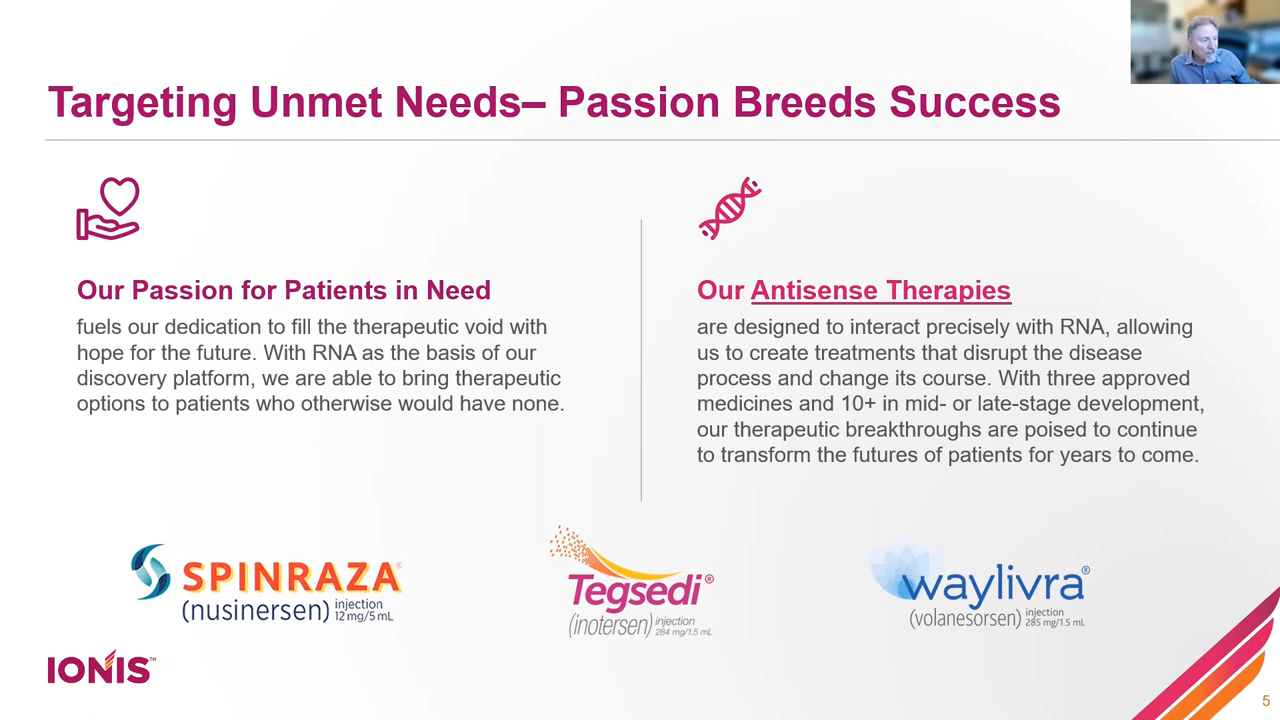 Targeting Unmet Needs– Passion Breeds Success
Our Passion for Patients in Need
fuels our dedication to fill the therapeutic void with
hope for the future. With RNA as the basis of our
discovery platform, we are able to bring therapeutic
options to patients who otherwise would have none.
Our Antisense Therapies
are designed to interact precisely with RNA, allowing
us to create treatments that disrupt the disease
process and change its course. With three approved
medicines and 10+ in mid- or late-stage development,
our therapeutic breakthroughs are poised to continue
to transform the futures of patients for years to come.
SPINRAZA®
(nusinersen) injection
12 mg/5 mL
Tegsedi®
(inotersen) injection
284 mg/1.5 mL
waylivra®
(volanesorsen) injection
285 mg/1.5 mL
IONIS™
5